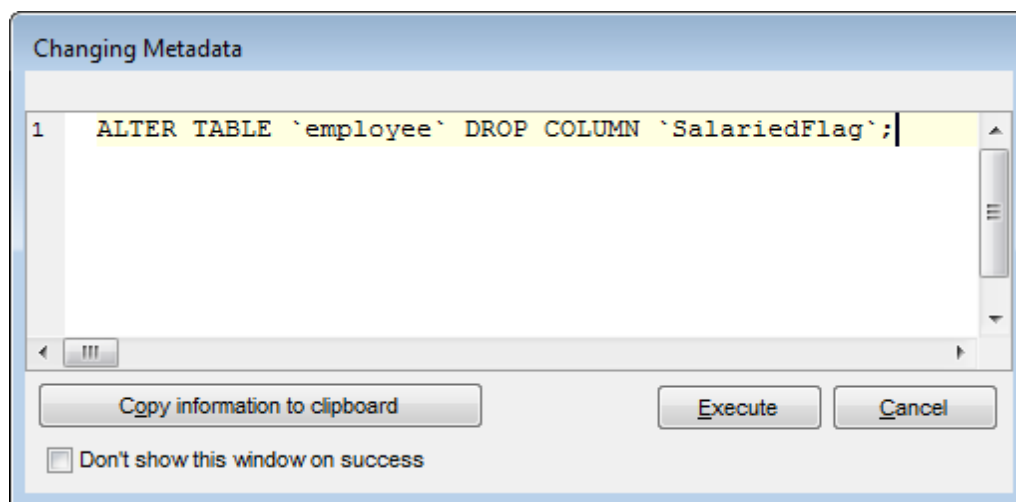 Changing Metadata
1 ALTER TABLE `employee` DROP COLUMN `SalariedFlag`;
Copy information to clipboard Execute Cancel
Don't show this window on success